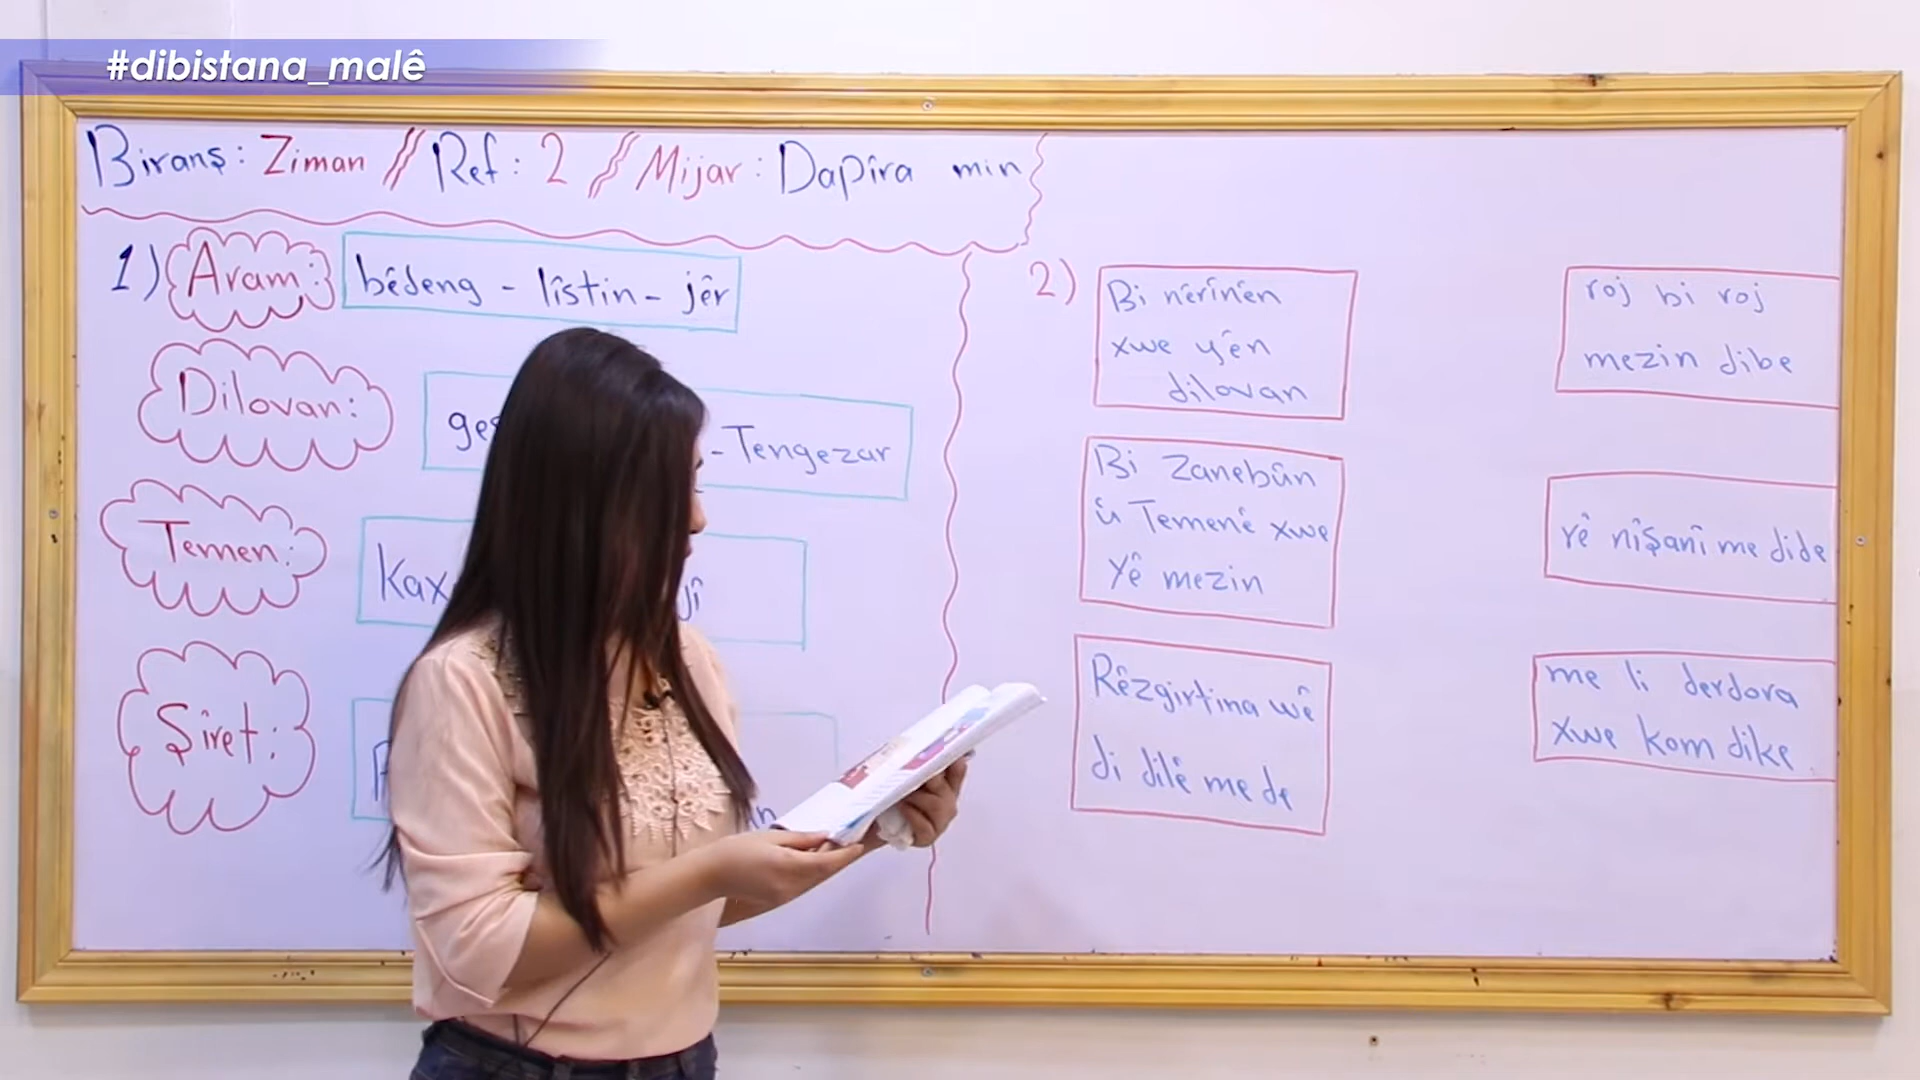 #dibistana_malê
Biranş: Ziman // Ref: 2 // Mijar: Dapîra min
1) Aram: bêdeng - lîstin - jêr
Dilovan: - Tengezar
Temen:
Şîret:
2)
Bi nêrînên
xwe yên
dilovan
Bi Zanebûn
û Temenê xwe
Yê mezin
Rêzgirtina wê
di dilê me de
roj bi roj
mezin dibe
rê nîşanî me dide
me li derdora
xwe kom dike.